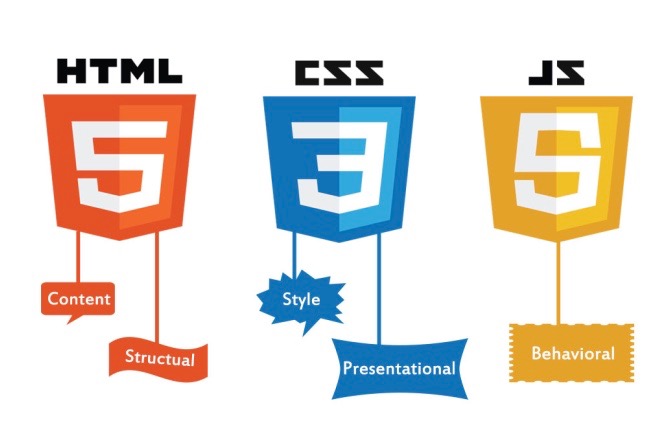 HTML
CSS
JS
5
3
5
Content
Style
Structual
Behavioral
Presentational